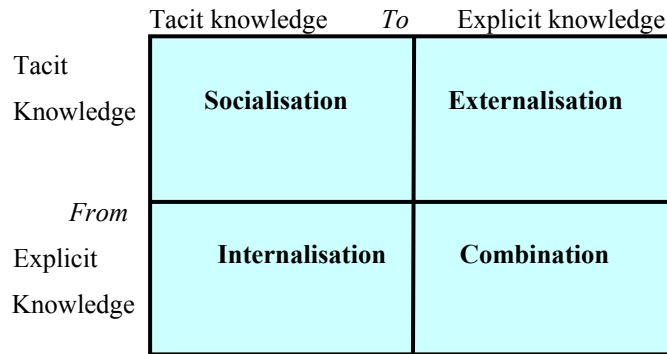 Tacit knowledge To Explicit knowledge
Tacit
Knowledge
Socialisation Externalisation
From
Explicit
Knowledge
Internalisation Combination